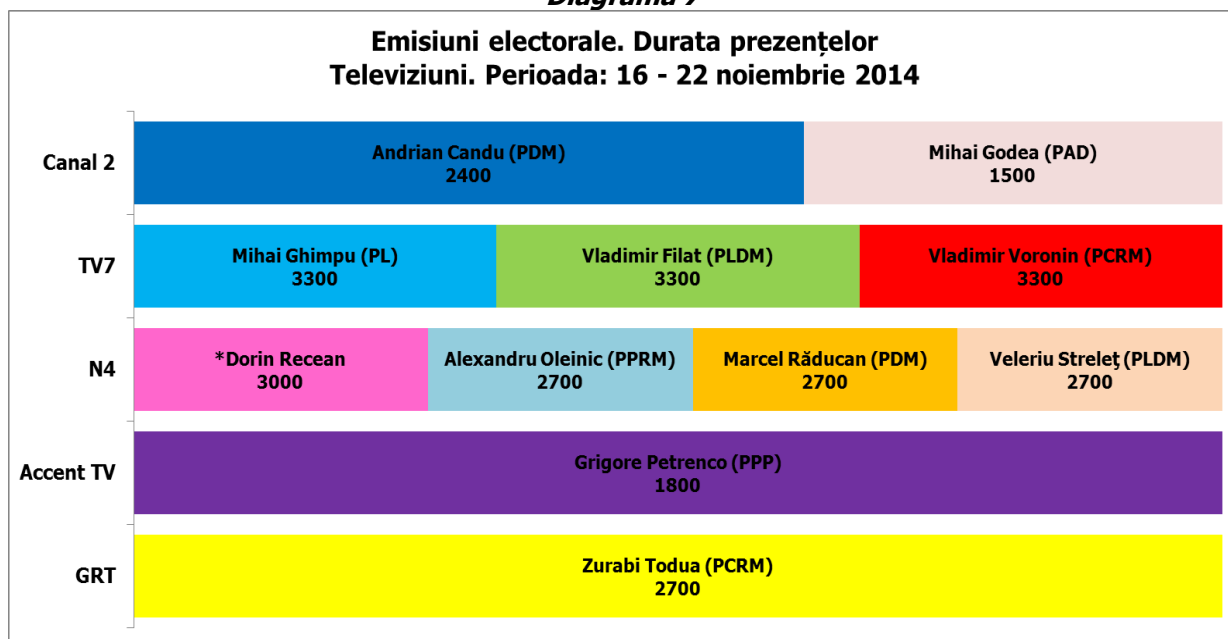 Diagrama 7
Emisiuni electorale. Durata prezențelor
Televiziuni. Perioada: 16 - 22 noiembrie 2014
Canal 2
Andrian Candu (PDM)
2400
Mihai Godea (PAD)
1500
TV7
Mihai Ghimpu (PL)
3300
Vladimir Filat (PLDM)
3300
Vladimir Voronin (PCRM)
3300
N4
*Dorin Recean
3000
Alexandru Oleinic (PPRM)
2700
Marcel Răducan (PDM)
2700
Veleriu Streleţ (PLDM)
2700
Accent TV
Grigore Petrenco (PPP)
1800
GRT
Zurabi Todua (PCRM)
2700